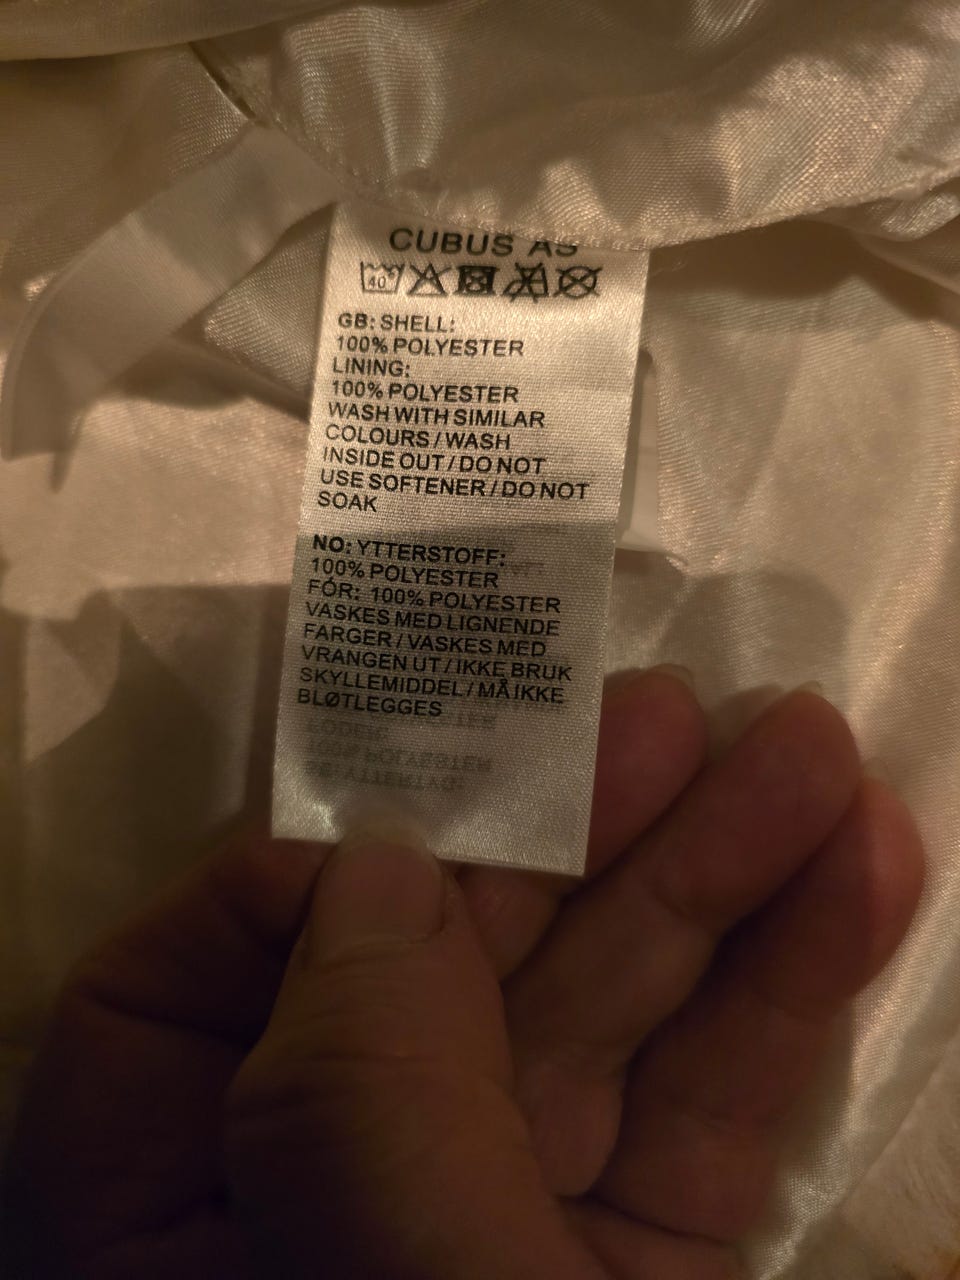 CUBUS AS
40°
GB: SHELL:
100% POLYESTER
LINING:
100% POLYESTER
WASH WITH SIMILAR
COLOURS / WASH
INSIDE OUT / DO NOT
USE SOFTENER / DO NOT
SOAK
NO: YTTERSTOFF:
100% POLYESTER
FÓR: 100% POLYESTER
VASKES MED LIGNENDE
FARGER / VASKES MED
VRANGEN UT / IKKE BRUK
SKYLLEMIDDEL / MÅ IKKE
BLØTLEGGES